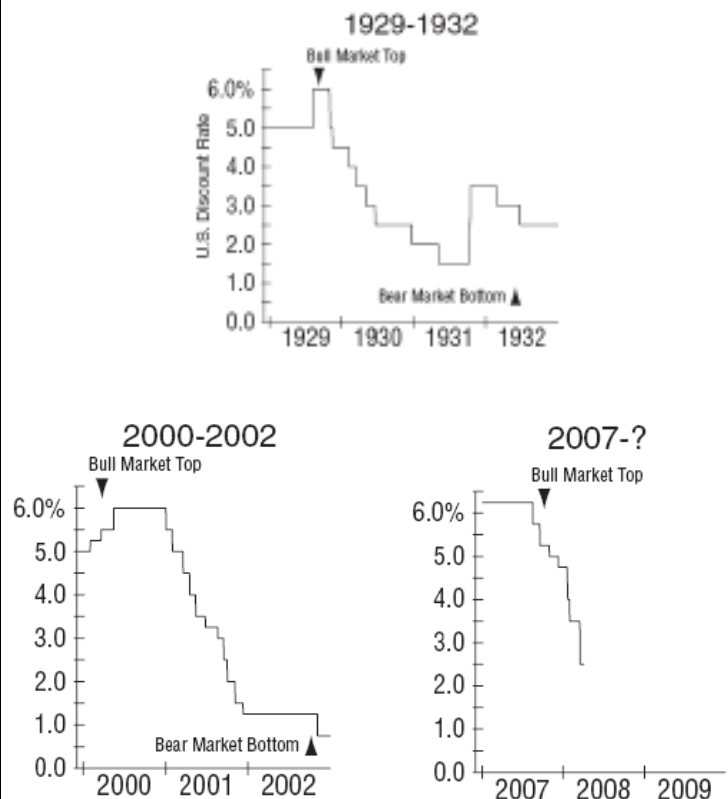 1929-1932
Bull Market Top
U.S. Discount Rate
6.0%
5.0
4.0
3.0
2.0
1.0
0.0
Bear Market Bottom
1929 1930 1931 1932
2000-2002
Bull Market Top
6.0%
5.0
4.0
3.0
2.0
1.0
0.0
Bear Market Bottom
2000 2001 2002
2007-?
Bull Market Top
6.0%
5.0
4.0
3.0
2.0
1.0
0.0
2007 2008 2009